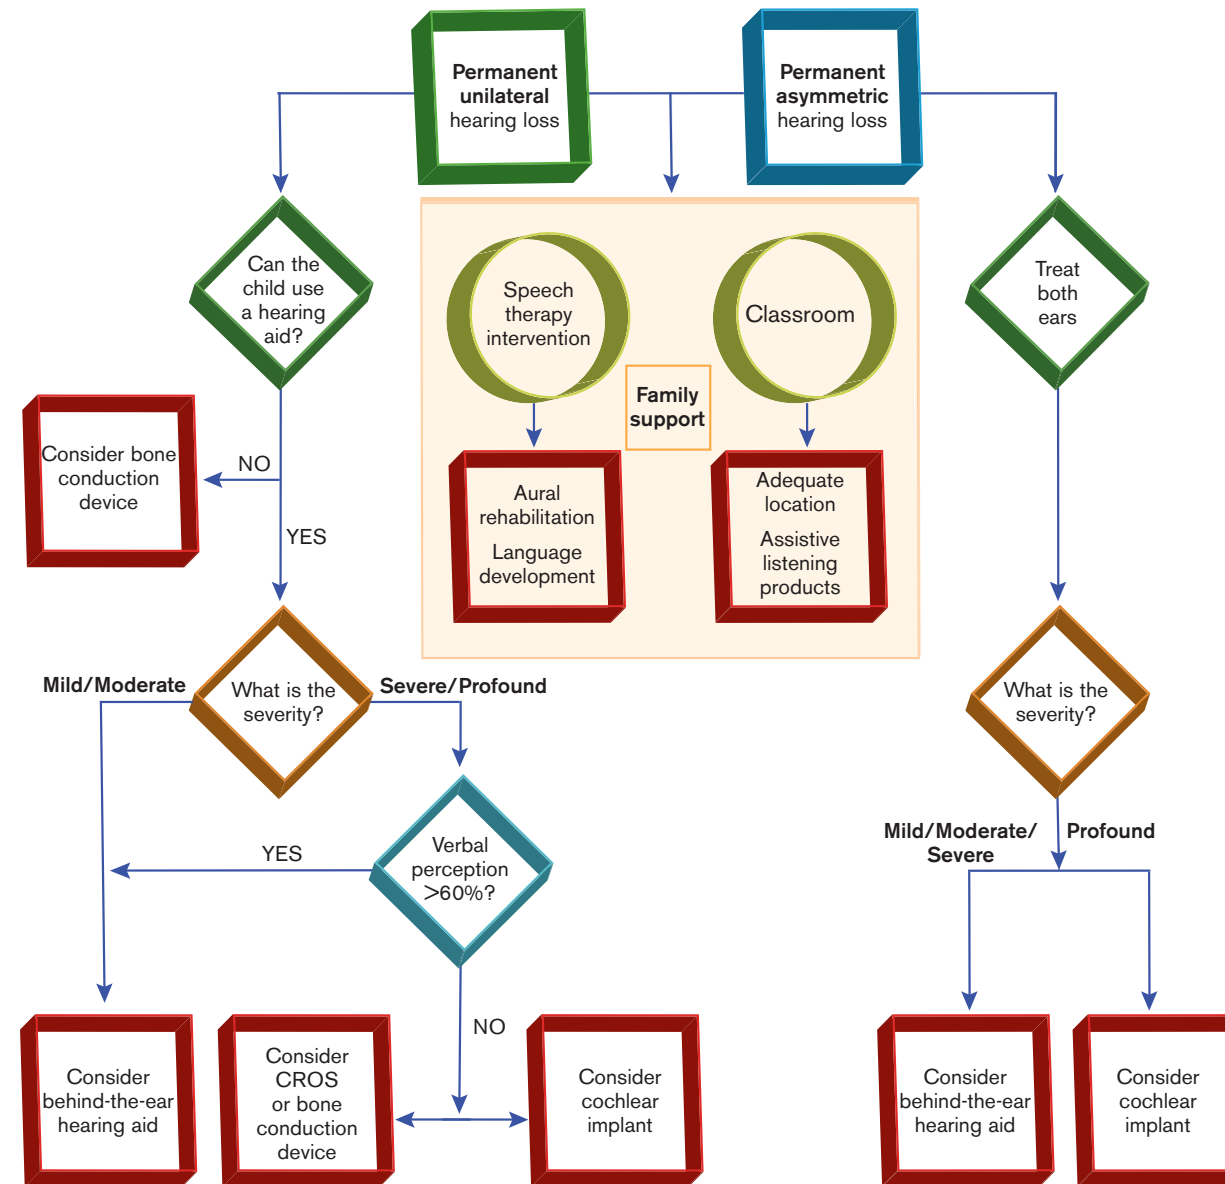 Permanent
unilateral
hearing loss
Permanent
asymmetric
hearing loss
Can the
child use
a hearing
aid?
Speech
therapy
intervention
Classroom
Treat
both
ears
Family
support
Consider bone
conduction
device
NO
YES
Aural
rehabilitation
Language
development
Adequate
location
Assistive
listening
products
Mild/Moderate
What is the
severity?
Severe/Profound
What is the
severity?
YES
Verbal
perception
>60%?
Mild/Moderate/
Severe
Profound
NO
Consider
behind-the-ear
hearing aid
Consider
CROS
or bone
conduction
device
Consider
cochlear
implant
Consider
behind-the-ear
hearing aid
Consider
cochlear
implant